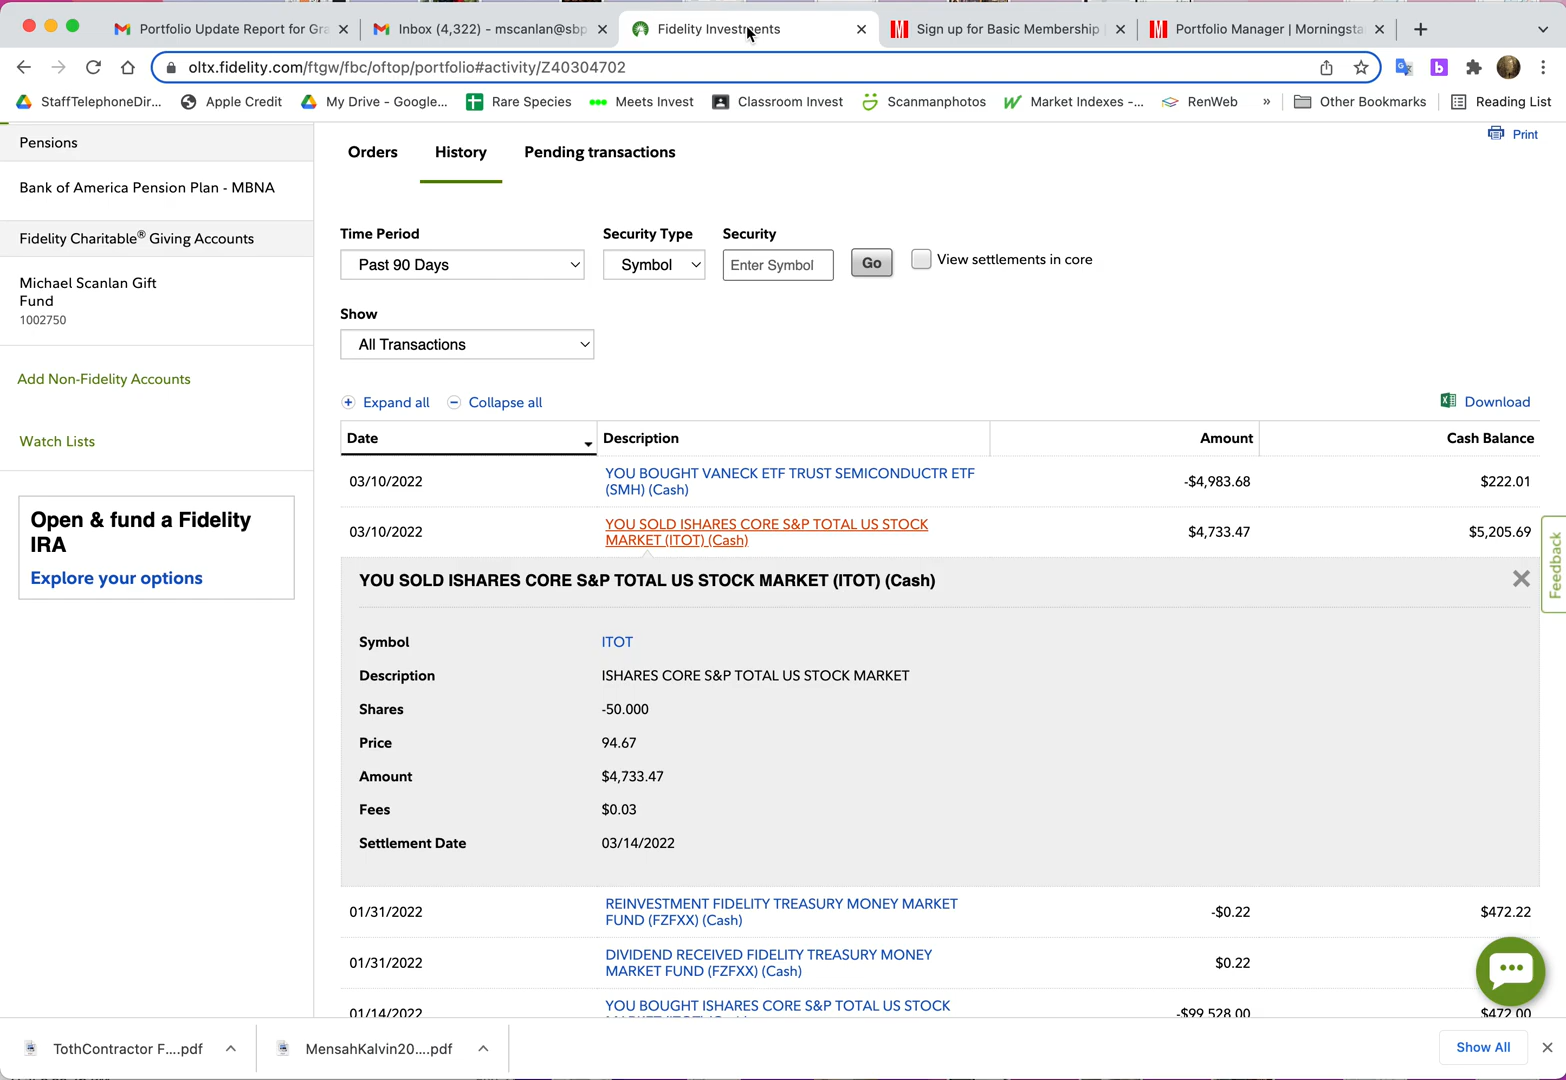 Portfolio Update Report for Gra
Inbox (4,322) – mscanlan@sbp
Fidelity Investments
Sign up for Basic Membership
Portfolio Manager | Morningsta
oltx.fidelity.com/ftgw/fbc/oftop/portfolio#activity/Z40304702
StaffTelephoneDir...
Apple Credit
My Drive - Google...
Rare Species
Meets Invest
Classroom Invest
Scanmanphotos
Market Indexes -...
RenWeb
»
Other Bookmarks
Reading List
Pensions
Bank of America Pension Plan - MBNA
Fidelity Charitable® Giving Accounts
Michael Scanlan Gift
Fund
1002750
Add Non-Fidelity Accounts
Watch Lists
Open & fund a Fidelity
IRA
Explore your options
Print
Orders
History
Pending transactions
Time Period
Security Type
Security
Past 90 Days
Symbol
Enter Symbol
Go
View settlements in core
Show
All Transactions
Expand all
Collapse all
Download
Date
Description
Amount
Cash Balance
03/10/2022
YOU BOUGHT VANECK ETF TRUST SEMICONDUCTR ETF
(SMH) (Cash)
-$4,983.68
$222.01
03/10/2022
YOU SOLD ISHARES CORE S&P TOTAL US STOCK
MARKET (ITOT) (Cash)
$4,733.47
$5,205.69
YOU SOLD ISHARES CORE S&P TOTAL US STOCK MARKET (ITOT) (Cash)
Symbol
ITOT
Description
ISHARES CORE S&P TOTAL US STOCK MARKET
Shares
-50.000
Price
94.67
Amount
$4,733.47
Fees
$0.03
Settlement Date
03/14/2022
01/31/2022
REINVESTMENT FIDELITY TREASURY MONEY MARKET
FUND (FZFXX) (Cash)
-$0.22
$472.22
01/31/2022
DIVIDEND RECEIVED FIDELITY TREASURY MONEY
MARKET FUND (FZFXX) (Cash)
$0.22
01/14/2022
YOU BOUGHT ISHARES CORE S&P TOTAL US STOCK
-$99,528.00
$472.00
Feedback
TothContractor F....pdf
MensahKalvin20....pdf
Show All